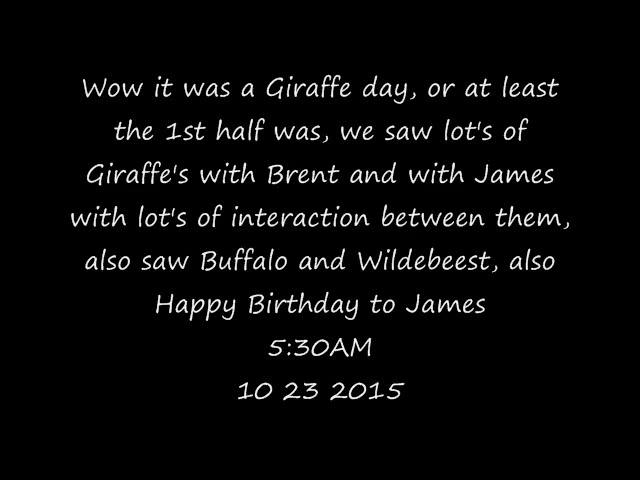 Wow it was a Giraffe day, or at least
the 1st half was, we saw lot's of
Giraffe's with Brent and with James
with lot's of interaction between them,
also saw Buffalo and Wildebeest, also
Happy Birthday to James
5:30AM
10 23 2015